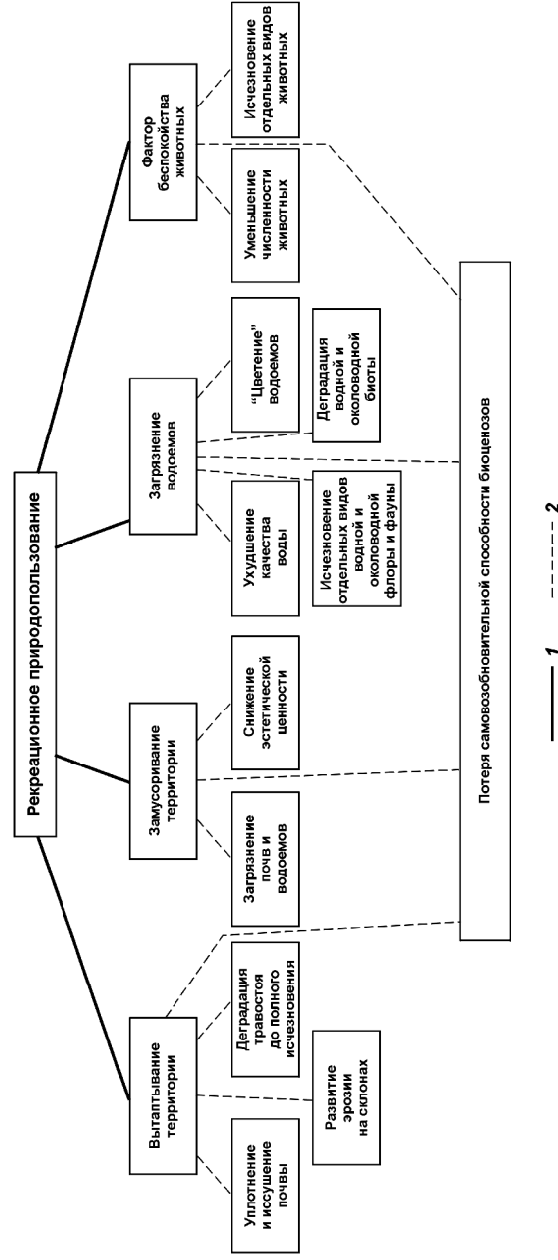 Рекреационное природопользование
Вытаптывание
территории
Замусоривание
территории
Загрязнение
водоемов
Фактор
беспокойства
животных
Уплотнение
и иссушение
почвы
Деградация
травостоя
до полного
исчезновения
Загрязнение
почв и
водоемов
Снижение
эстетической
ценности
Ухудшение
качества
воды
"Цветение"
водоемов
Уменьшение
численности
животных
Исчезновение
отдельных видов
животных
Развитие
эрозии
на склонах
Исчезновение
отдельных видов
водной и
околоводной
флоры и фауны
Деградация
водной и
околоводной
биоты
Потеря самовозобновительной способности биоценозов
1
2